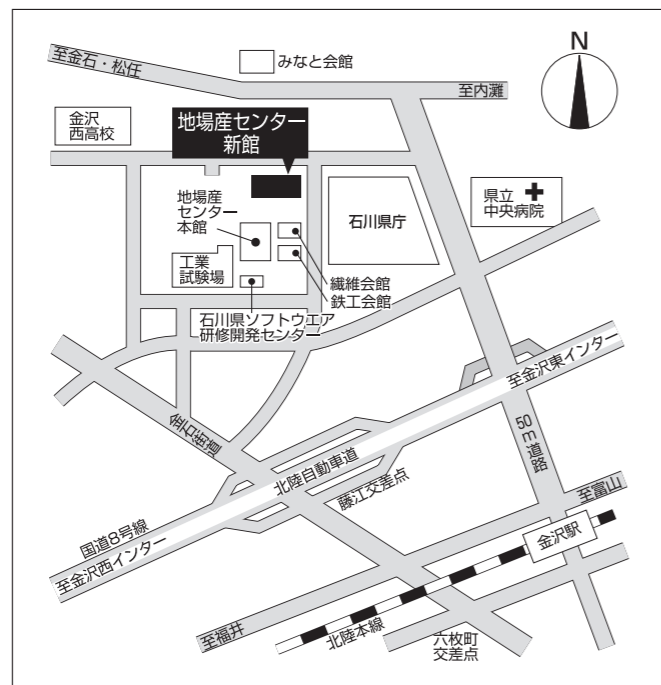 至金石・松任
みなと会館
N
至内灘
金沢
西高校
地場産センター
新館
県立
中央病院
石川県庁
地場産
センター
本館
工業
試験場
繊維会館
鉄工会館
石川県ソフトウエア
研修開発センター
至金沢東インター
金石街道
50m道路
北陸自動車道
藤江交差点
至富山
国道8号線
金沢駅
至金沢西インター
至福井
北陸本線
六枚町
交差点